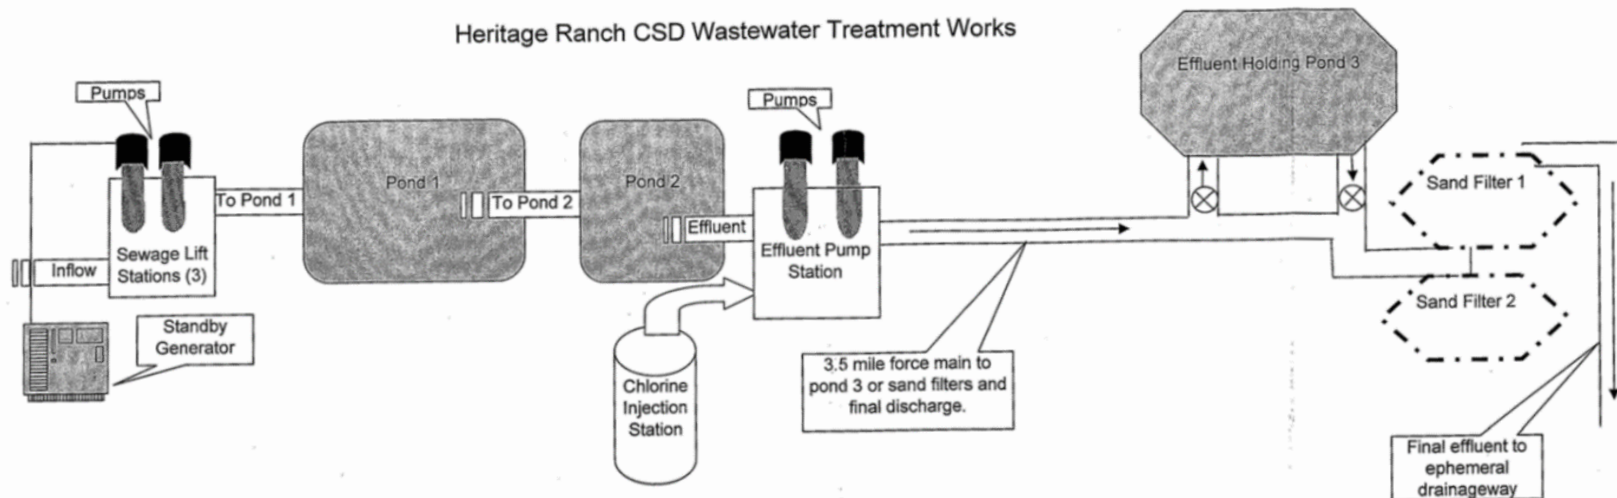 Heritage Ranch CSD Wastewater Treatment Works
Pumps
Pumps
Effluent Holding Pond 3
Pond 1
Pond 2
Sand Filter 1
To Pond 1
To Pond 2
Effluent
Sewage Lift
Stations (3)
Inflow
Effluent Pump
Station
Sand Filter 2
Standby
Generator
3.5 mile force main to
pond 3 or sand filters and
final discharge.
Chlorine
Injection
Station
Final effluent to
ephemeral
drainageway